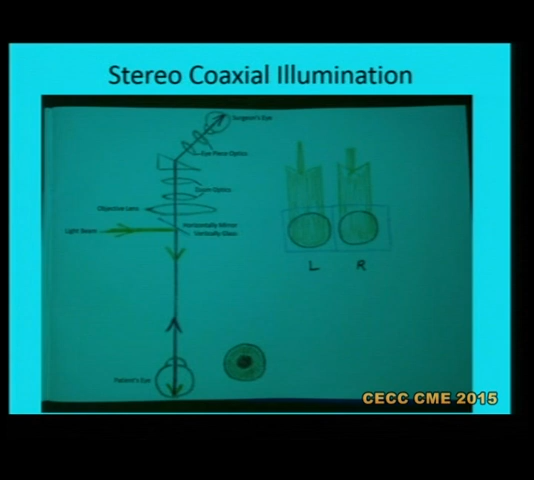 Stereo Coaxial Illumination
Surgeon's Eye
Eye Piece Optics
Zoom Optics
Objective Lens
Horizontally Mirror
Vertically Glass
Light Beam
L R
Patient's Eye
CECC CME 2015